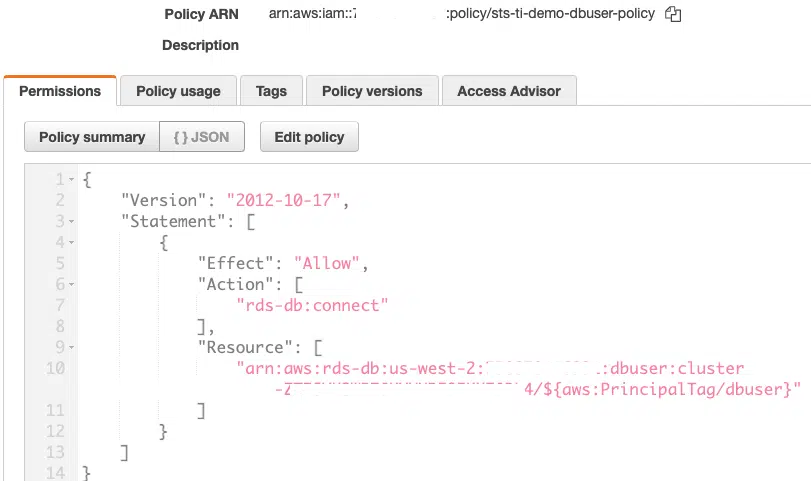 Policy ARN arn:aws:iam::7 :policy/sts-ti-demo-dbuser-policy
Description
Permissions Policy usage Tags Policy versions Access Advisor
Policy summary { } JSON Edit policy
1 {
2 "Version": "2012-10-17",
3 "Statement": [
4 {
5 "Effect": "Allow",
6 "Action": [
7 "rds-db:connect"
8 ],
9 "Resource": [
10 "arn:aws:rds-db:us-west-2: :dbuser:cluster
- 4/${aws:PrincipalTag/dbuser}"
11 ]
12 }
13 ]
14 }